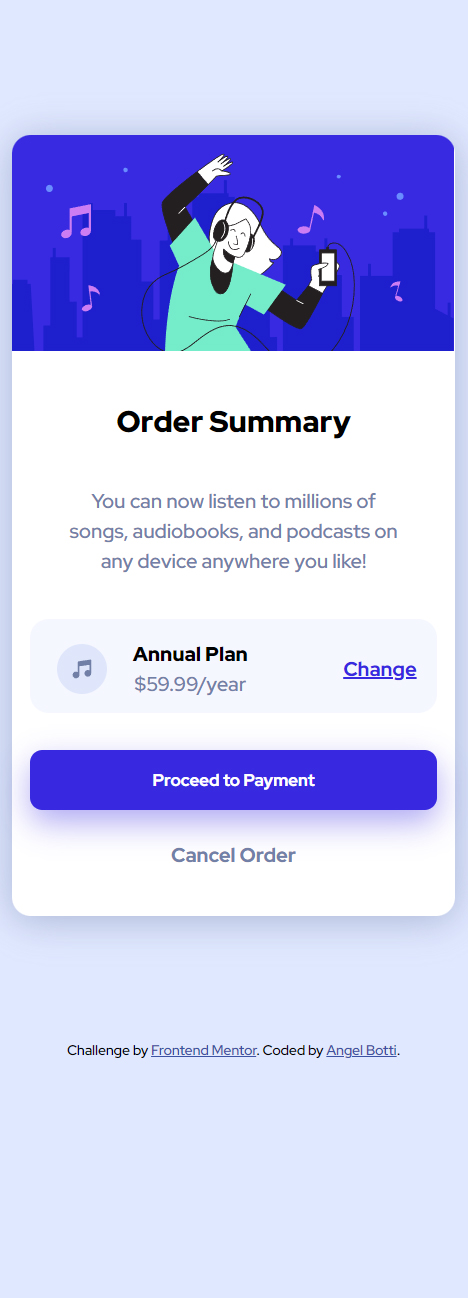 Order Summary
You can now listen to millions of
songs, audiobooks, and podcasts on
any device anywhere you like!
Annual Plan
$59.99/year
Change
Proceed to Payment
Cancel Order
Challenge by Frontend Mentor. Coded by Angel Botti.